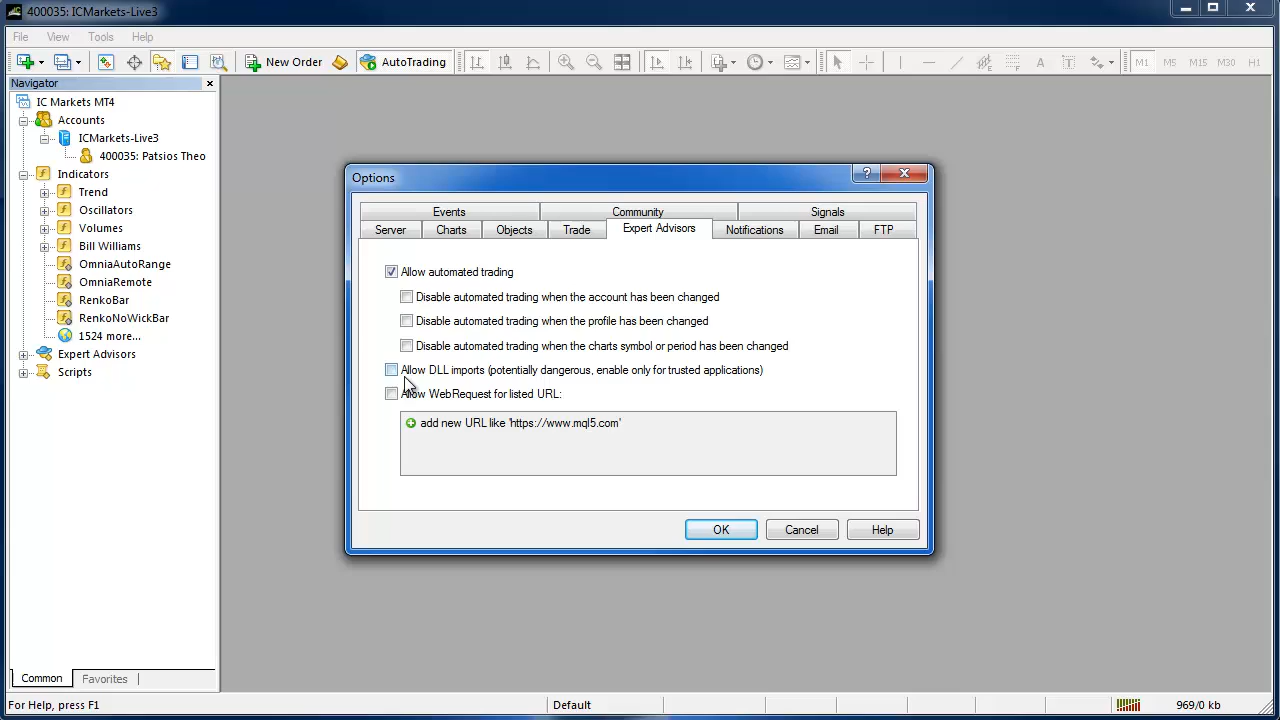 400035: ICMarkets-Live3
File View Tools Help
New Order AutoTrading M1 M5 M15 M30 H1
Navigator
IC Markets MT4
Accounts
ICMarkets-Live3
400035: Patsios Theo
Indicators
Trend
Oscillators
Volumes
Bill Williams
OmniaAutoRange
OmniaRemote
RenkoBar
RenkoNoWickBar
1524 more...
Expert Advisors
Scripts
Common Favorites
Options
Events Community Signals
Server Charts Objects Trade Expert Advisors Notifications Email FTP
Allow automated trading
Disable automated trading when the account has been changed
Disable automated trading when the profile has been changed
Disable automated trading when the charts symbol or period has been changed
Allow DLL imports (potentially dangerous, enable only for trusted applications)
Allow WebRequest for listed URL:
add new URL like 'https://www.mql5.com'
OK Cancel Help
For Help, press F1 Default 969/0 kb